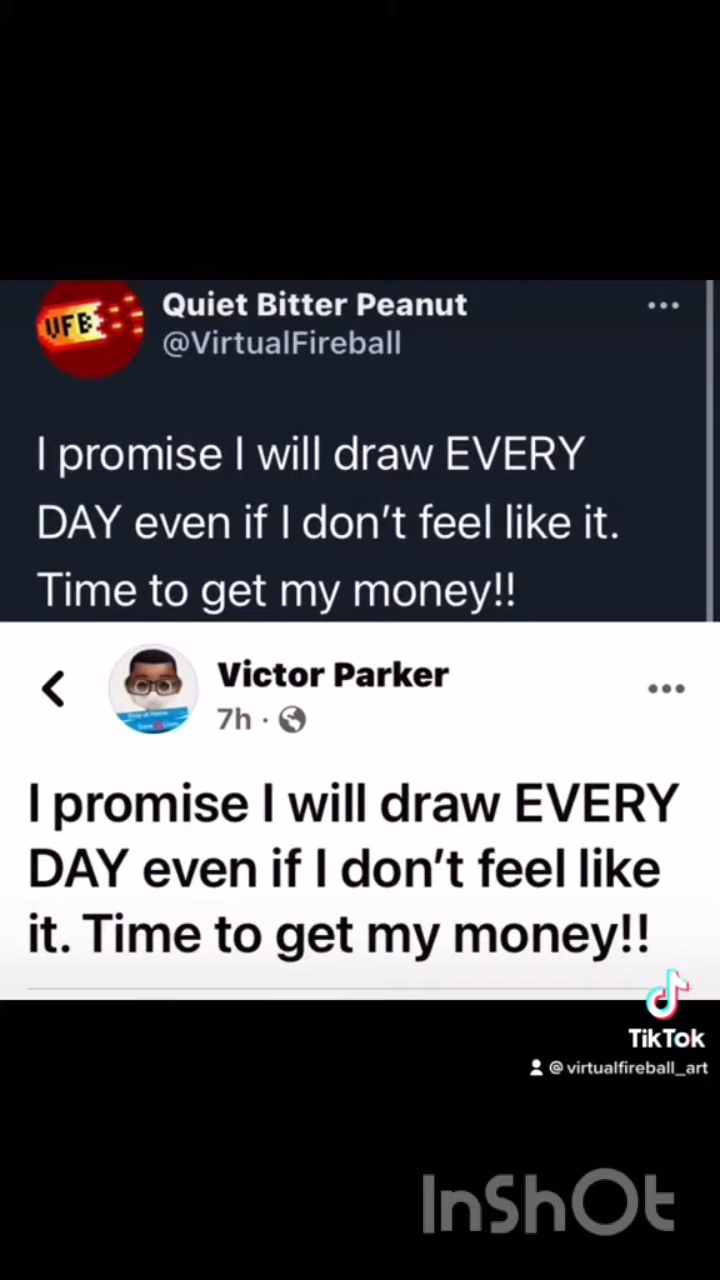 UFB
Quiet Bitter Peanut
@VirtualFireball
I promise I will draw EVERY
DAY even if I don't feel like it.
Time to get my money!!
Victor Parker
7h ·
I promise I will draw EVERY
DAY even if I don't feel like
it. Time to get my money!!
TikTok
@virtualfireball_art
InShOt